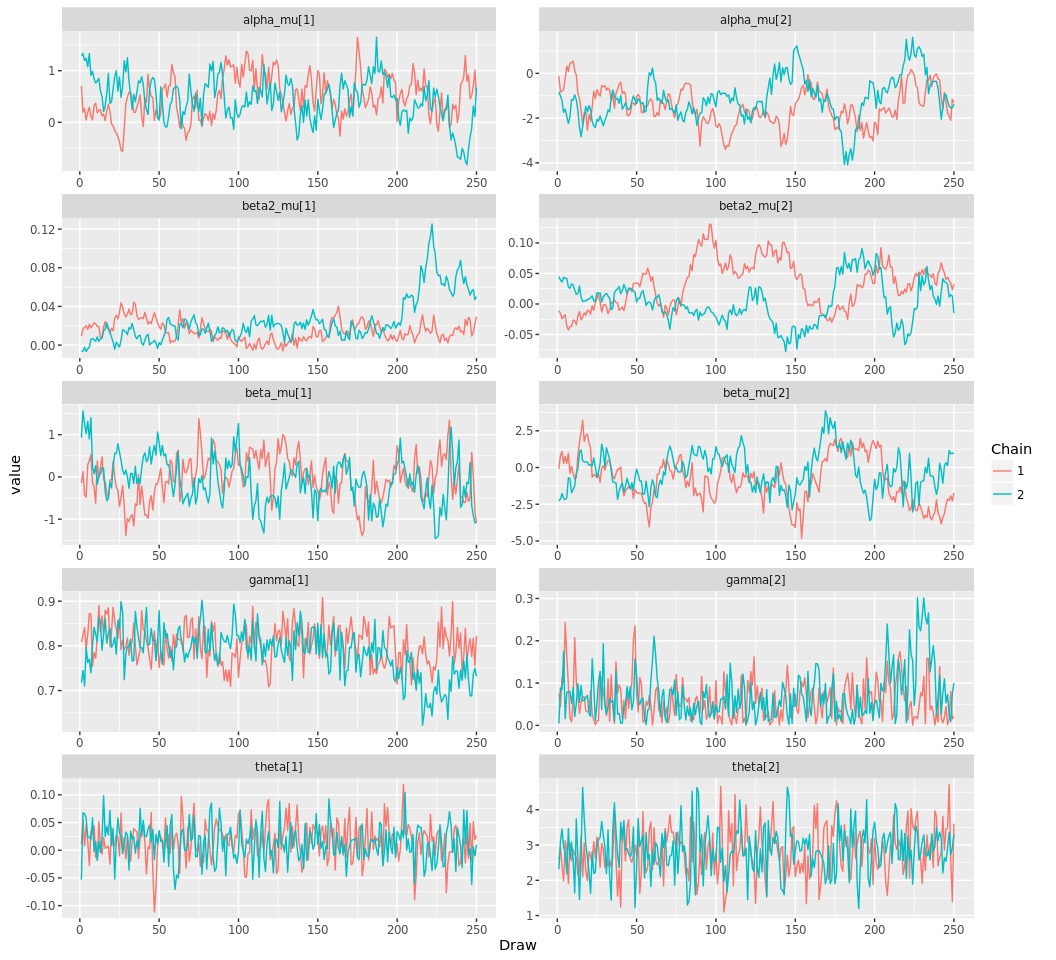 alpha_mu[1] alpha_mu[2]
1
0
0
-2
-4
0 50 100 150 200 250 0 50 100 150 200 250
beta2_mu[1] beta2_mu[2]
0.12
0.08
0.04
0.00
0.10
0.05
0.00
-0.05
0 50 100 150 200 250 0 50 100 150 200 250
beta_mu[1] beta_mu[2]
1
0
-1
2.5
0.0
-2.5
-5.0
0 50 100 150 200 250 0 50 100 150 200 250
gamma[1] gamma[2]
0.9
0.8
0.7
0.3
0.2
0.1
0.0
0 50 100 150 200 250 0 50 100 150 200 250
theta[1] theta[2]
0.10
0.05
0.00
-0.05
-0.10
4
3
2
1
0 50 100 150 200 250 0 50 100 150 200 250
value
Draw
Chain
1
2